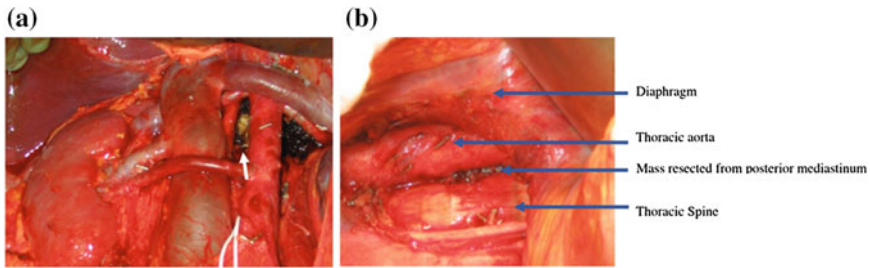 (a)
(b)
Diaphragm
Thoracic aorta
Mass resected from posterior mediastinum
Thoracic Spine